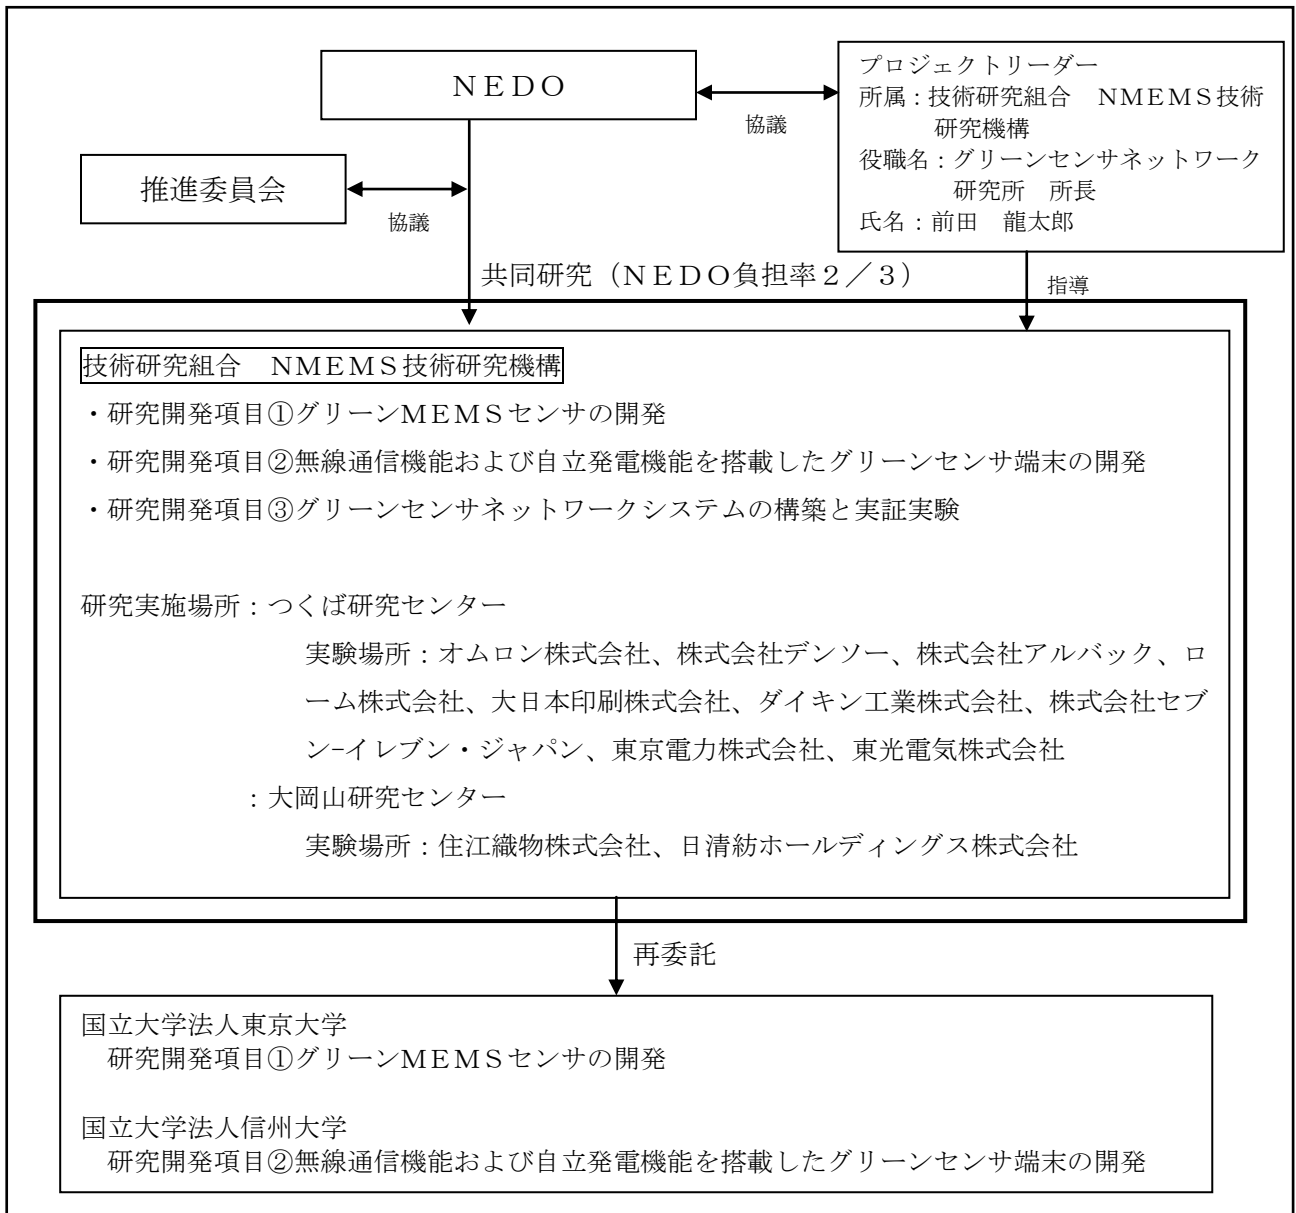 ＮＥＤＯ
協議
プロジェクトリーダー
所属：技術研究組合　ＮＭＥＭＳ技術
研究機構
役職名：グリーンセンサネットワーク
研究所　所長
氏名：前田　龍太郎
推進委員会
協議
共同研究（ＮＥＤＯ負担率２／３）
指導
技術研究組合　ＮＭＥＭＳ技術研究機構
・研究開発項目①グリーンＭＥＭＳセンサの開発
・研究開発項目②無線通信機能および自立発電機能を搭載したグリーンセンサ端末の開発
・研究開発項目③グリーンセンサネットワークシステムの構築と実証実験
研究実施場所：つくば研究センター
実験場所：オムロン株式会社、株式会社デンソー、株式会社アルバック、ロ
ーム株式会社、大日本印刷株式会社、ダイキン工業株式会社、株式会社セブ
ン-イレブン・ジャパン、東京電力株式会社、東光電気株式会社
：大岡山研究センター
実験場所：住江織物株式会社、日清紡ホールディングス株式会社
再委託
国立大学法人東京大学
研究開発項目①グリーンＭＥＭＳセンサの開発
国立大学法人信州大学
研究開発項目②無線通信機能および自立発電機能を搭載したグリーンセンサ端末の開発